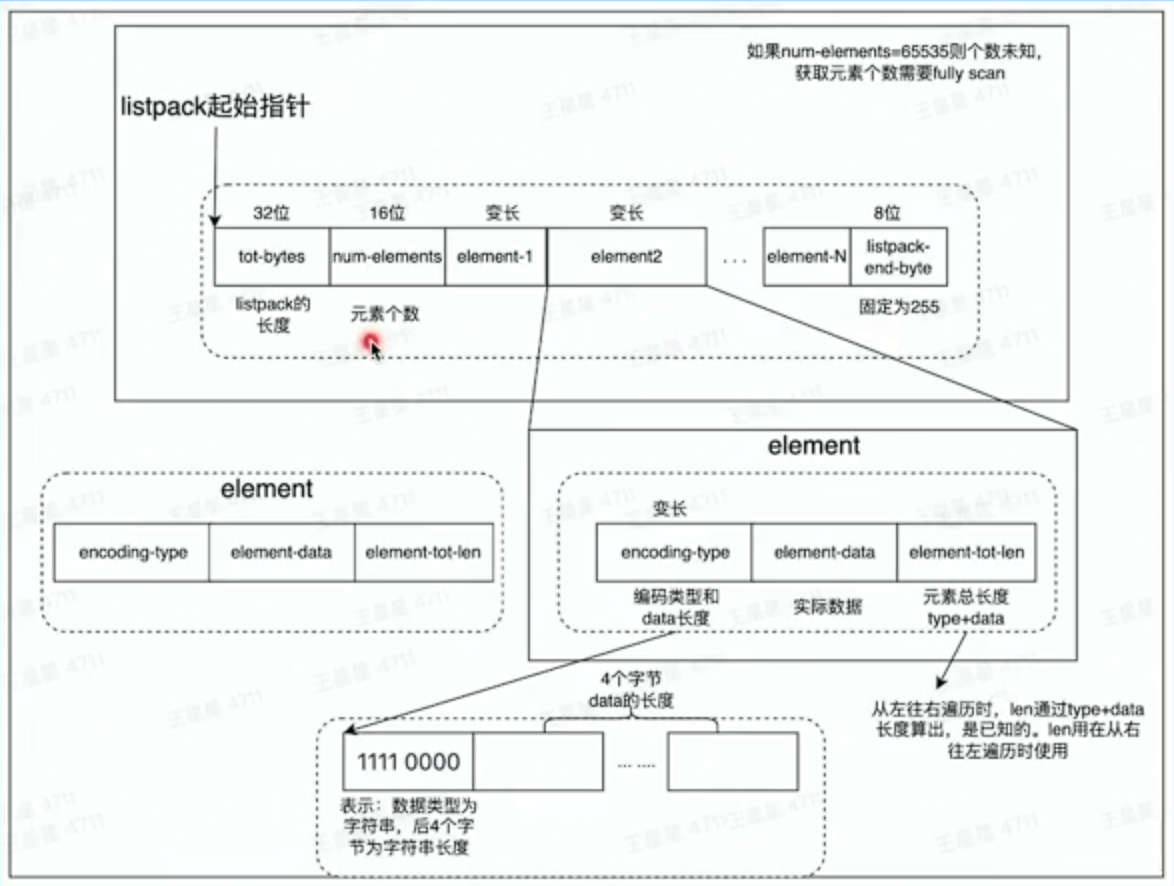 如果num-elements=65535则个数未知，
获取元素个数需要fully scan
listpack起始指针
32位
16位
变长
变长
8位
tot-bytes
num-elements
element-1
element2
...
element-N
listpack-
end-byte
listpack的
长度
元素个数
固定为255
element
encoding-type
element-data
element-tot-len
element
变长
encoding-type
element-data
element-tot-len
编码类型和
data长度
实际数据
元素总长度
type+data
4个字节
data的长度
从左往右遍历时，len通过type+data
长度算出，是已知的。len用在从右
往左遍历时使用
1111 0000
... ....
表示：数据类型为
字符串，后4个字
节为字符串长度
王星星 4711